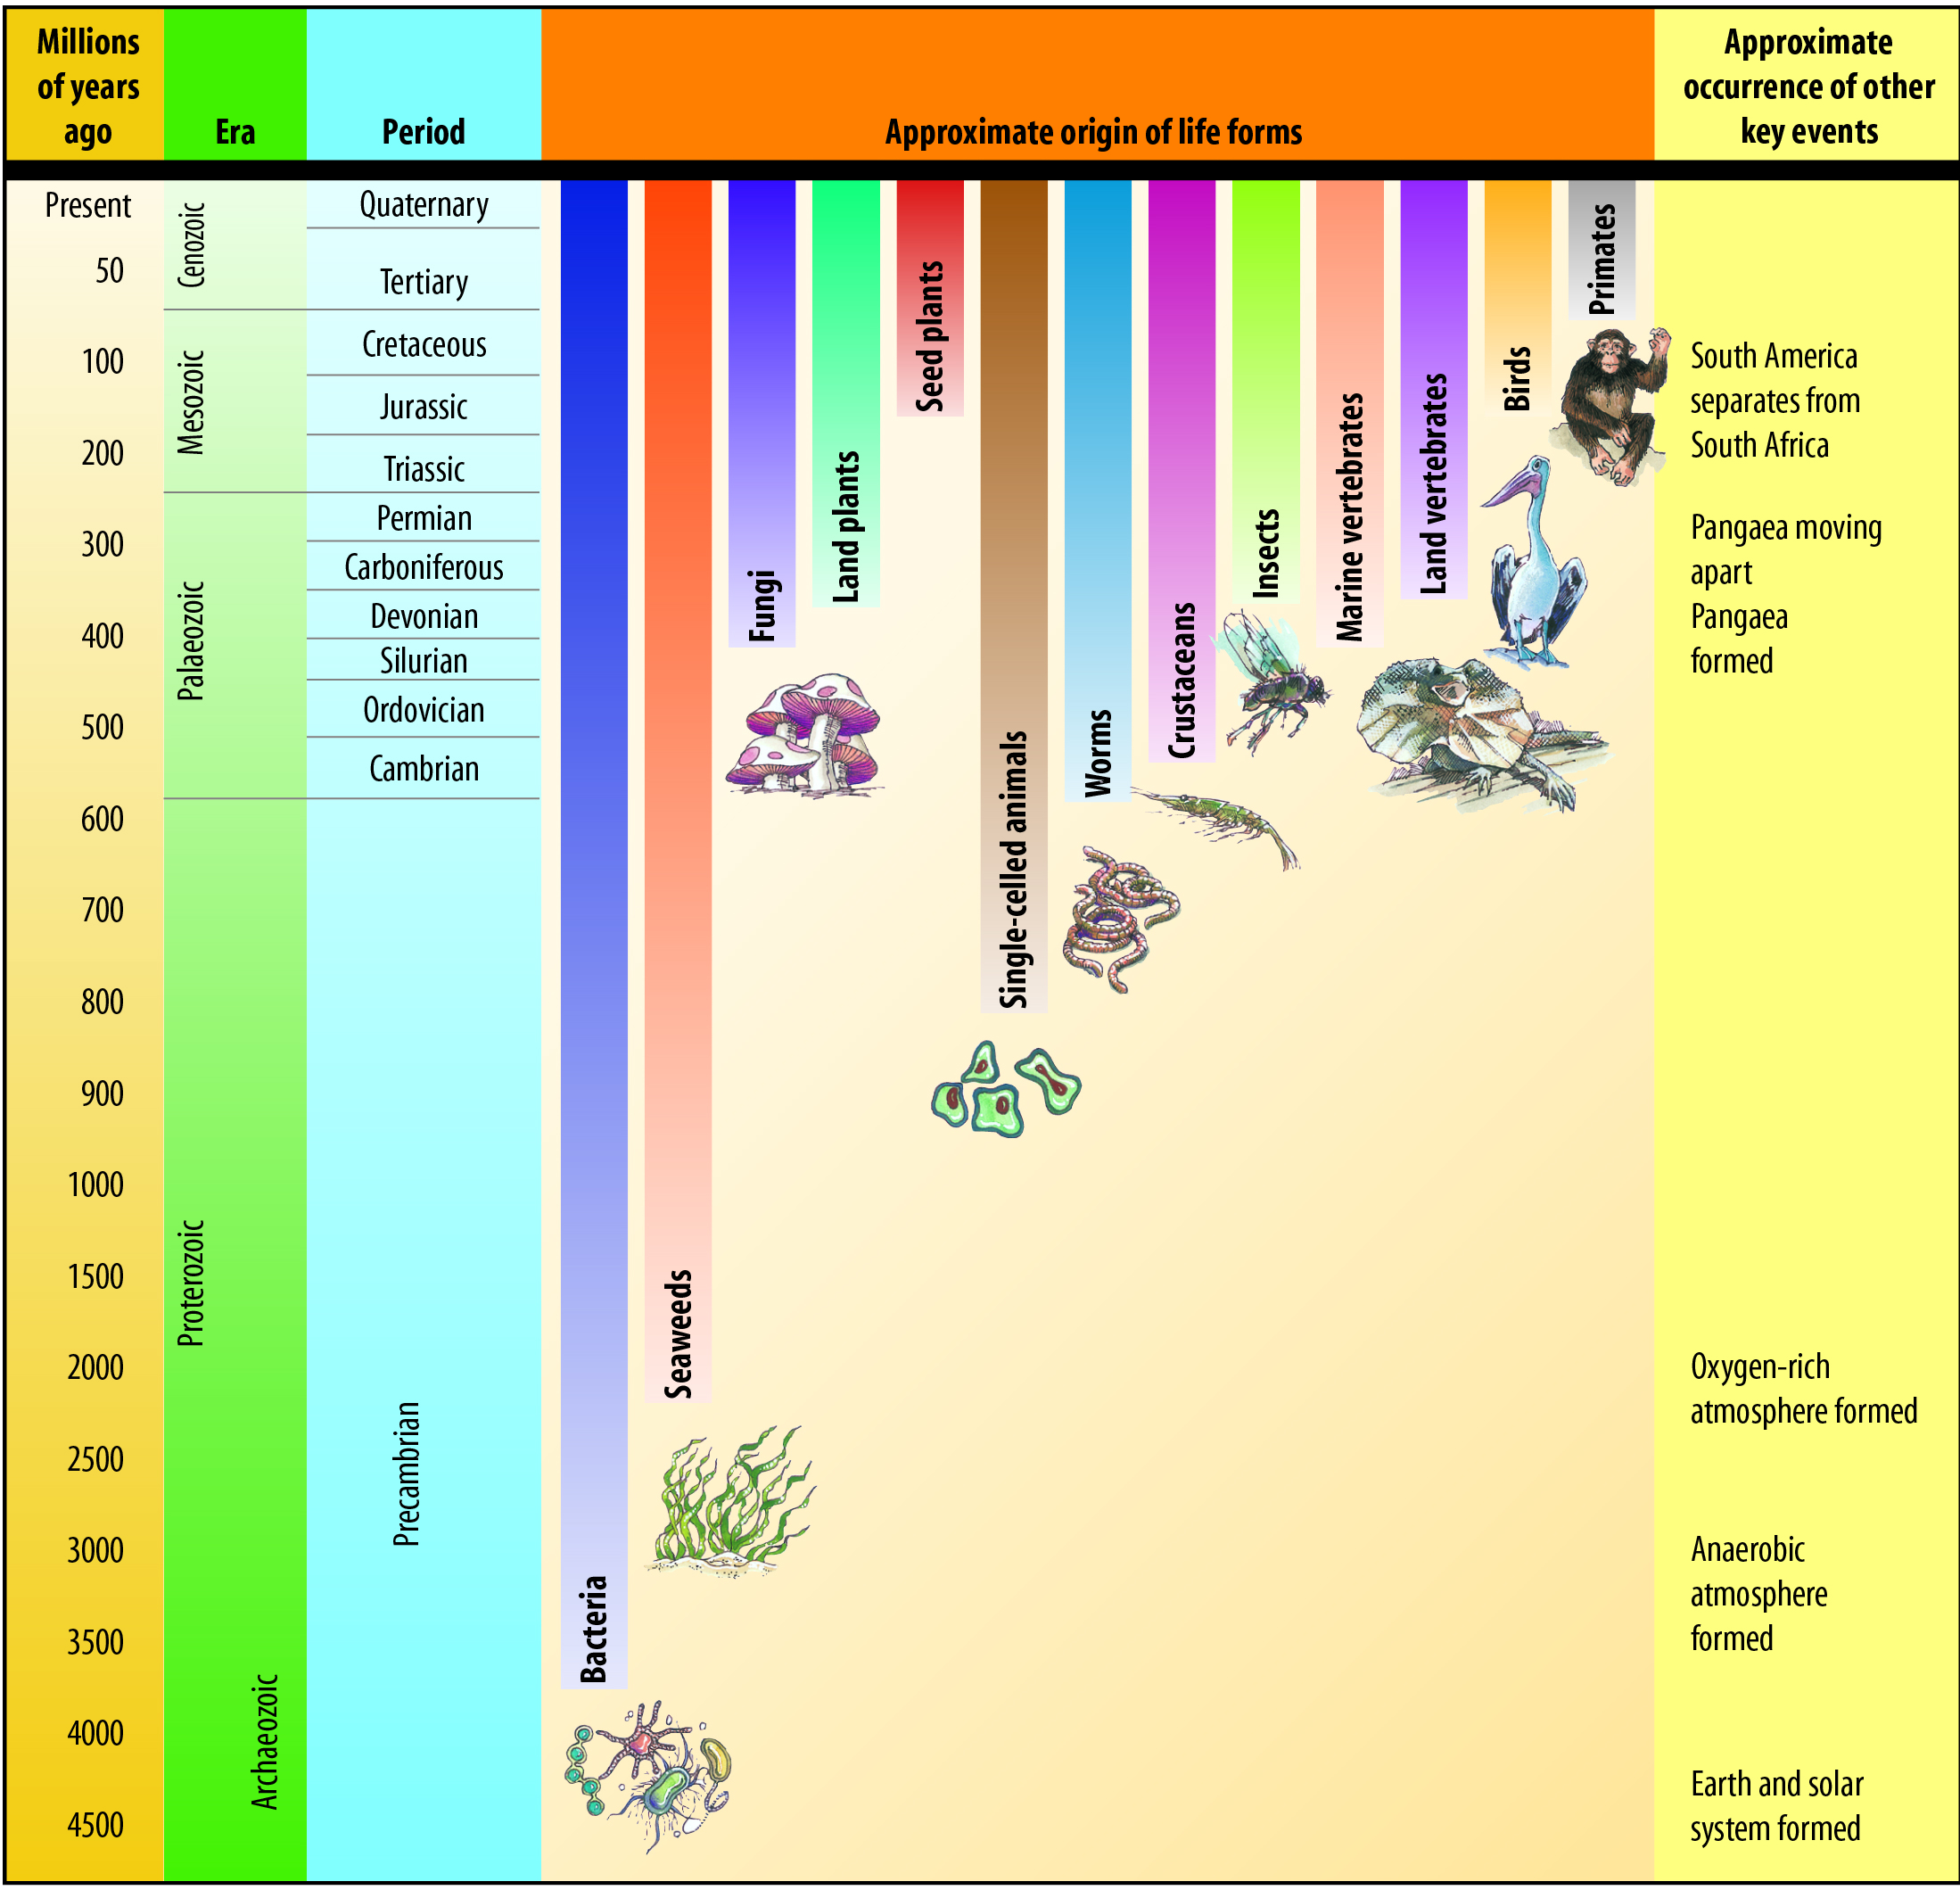 Millions
of years
ago
Era
Period
Approximate origin of life forms
Approximate
occurrence of other
key events
Present
50
100
200
300
400
500
600
700
800
900
1000
1500
2000
2500
3000
3500
4000
4500
Cenozoic
Mesozoic
Palaeozoic
Proterozoic
Archaeozoic
Quaternary
Tertiary
Cretaceous
Jurassic
Triassic
Permian
Carboniferous
Devonian
Silurian
Ordovician
Cambrian
Precambrian
Bacteria
Seaweeds
Fungi
Land plants
Seed plants
Single-celled animals
Worms
Crustaceans
Insects
Marine vertebrates
Land vertebrates
Birds
Primates
South America
separates from
South Africa
Pangaea moving
apart
Pangaea
formed
Oxygen-rich
atmosphere formed
Anaerobic
atmosphere
formed
Earth and solar
system formed